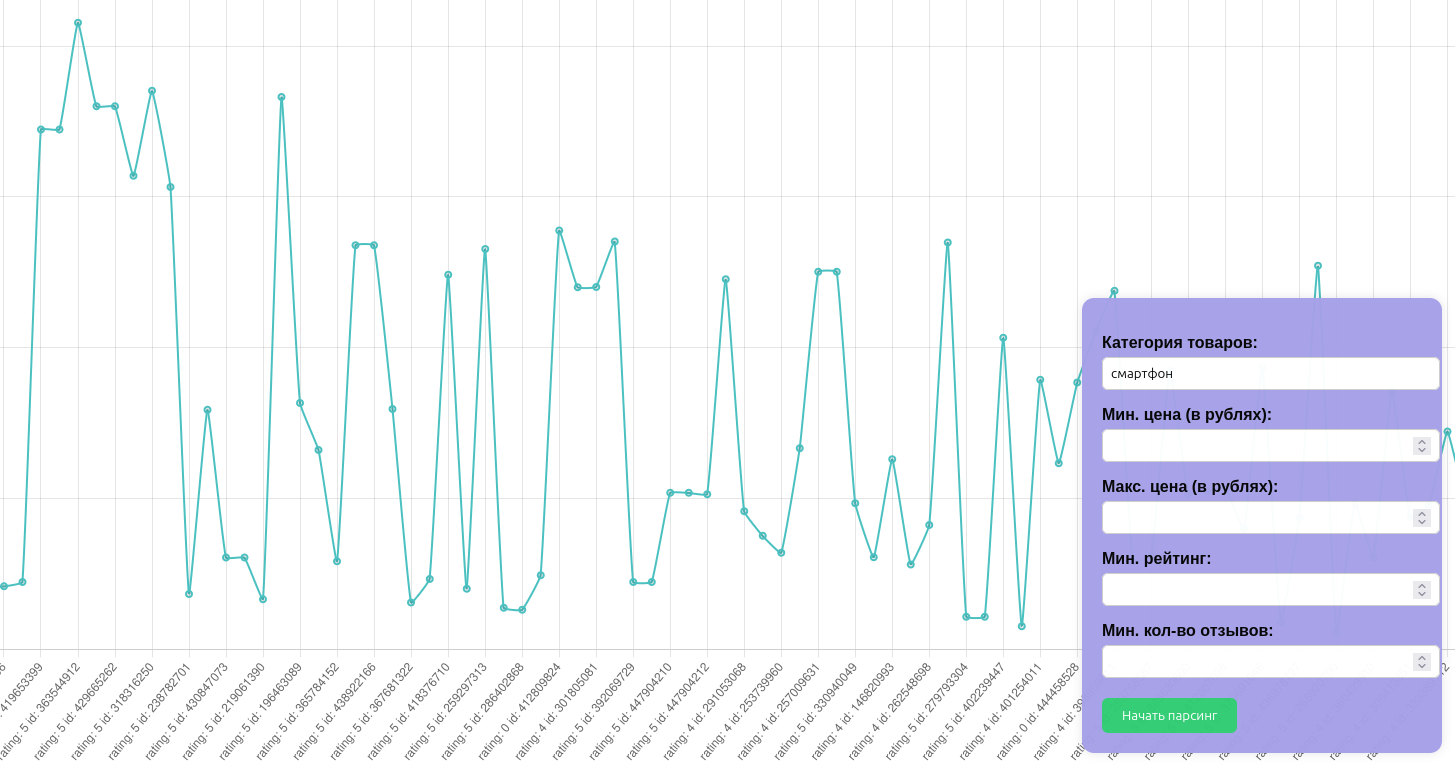 Категория товаров:
смартфон
Мин. цена (в рублях):
Макс. цена (в рублях):
Мин. рейтинг:
Мин. кол-во отзывов:
Начать парсинг
419653399
rating: 5 id: 363544912
rating: 5 id: 429665262
rating: 5 id: 318316250
rating: 5 id: 238782701
rating: 5 id: 430847073
rating: 5 id: 219061390
rating: 5 id: 196463089
rating: 5 id: 365784152
rating: 5 id: 438922166
rating: 5 id: 367681322
rating: 5 id: 418376710
rating: 5 id: 259297313
rating: 5 id: 286402868
rating: 0 id: 412809824
rating: 4 id: 301805081
rating: 5 id: 392069729
rating: 5 id: 447904210
rating: 5 id: 447904212
rating: 4 id: 291053068
rating: 4 id: 253739960
rating: 4 id: 257009631
rating: 5 id: 330940049
rating: 4 id: 146820993
rating: 4 id: 262548698
rating: 5 id: 279793304
rating: 5 id: 402239447
rating: 4 id: 401254011
rating: 0 id: 444458528
rating: 4 id: